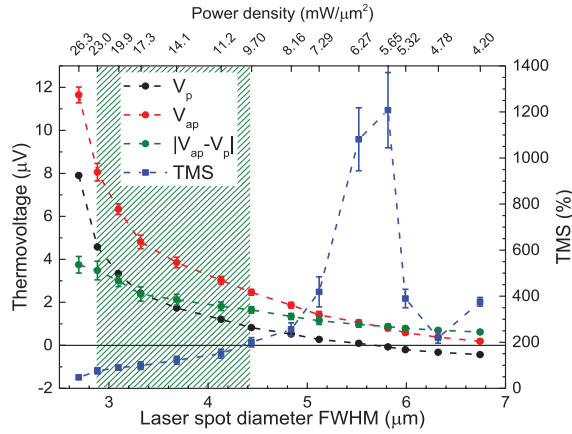 Power density (mW/μm²)
26.3 23.0 19.9 17.3 14.1 11.2 9.70 8.16 7.29 6.27 5.65 5.32 4.78 4.20
12
10
8
6
4
2
0
-2
Thermovoltage (μV)
V_p
V_ap
|V_ap-V_p|
TMS
1400
1200
1000
800
600
400
200
0
TMS (%)
3 4 5 6 7
Laser spot diameter FWHM (μm)